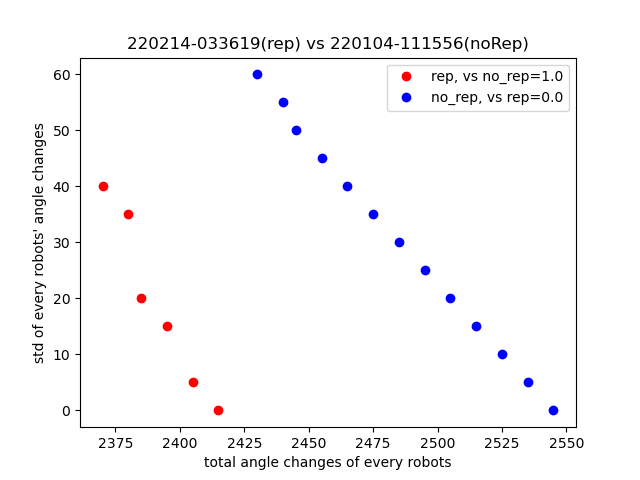 220214-033619(rep) vs 220104-111556(noRep)
rep, vs no_rep=1.0
no_rep, vs rep=0.0
std of every robots' angle changes
60
50
40
30
20
10
0
2375 2400 2425 2450 2475 2500 2525 2550
total angle changes of every robots